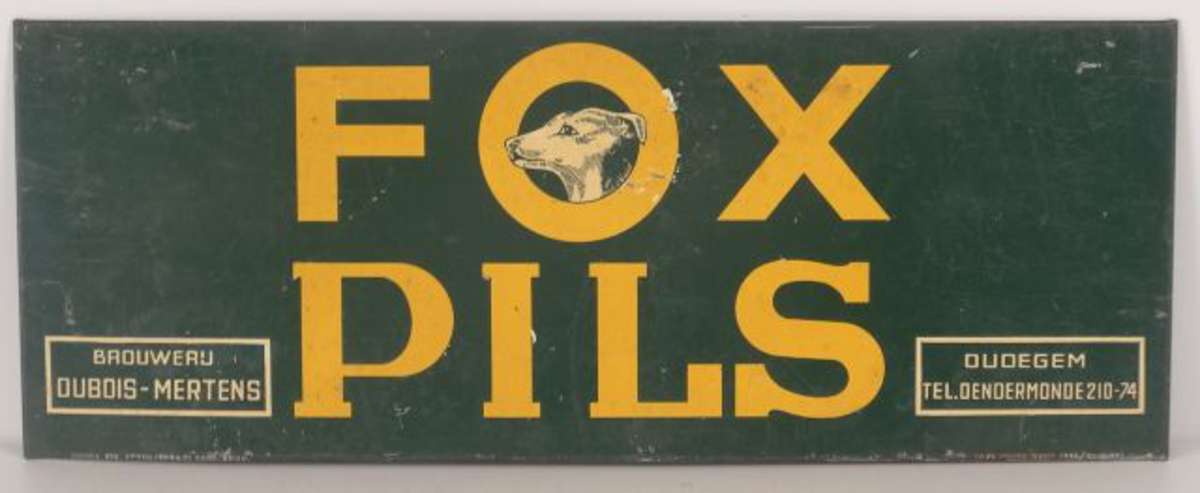 FOX
PILS
BROUWERIJ
DUBOIS-MERTENS
OUDEGEM
TEL.DENDERMONDE 210-74